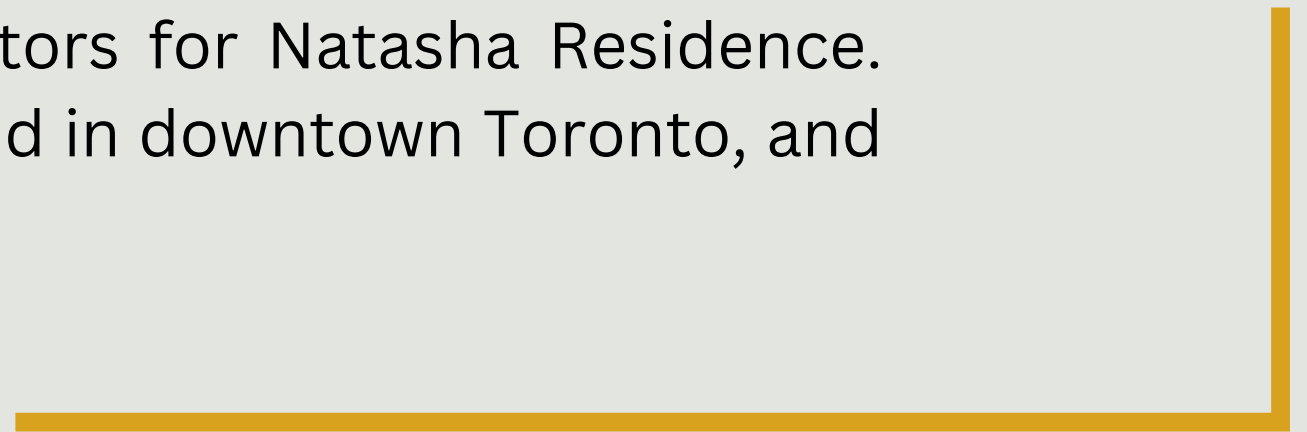 tors for Natasha Residence.
d in downtown Toronto, and